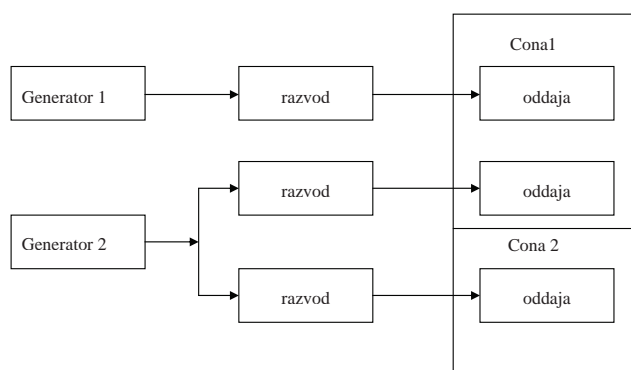 Cona1
Generator 1
razvod
oddaja
razvod
oddaja
Generator 2
Cona 2
razvod
oddaja